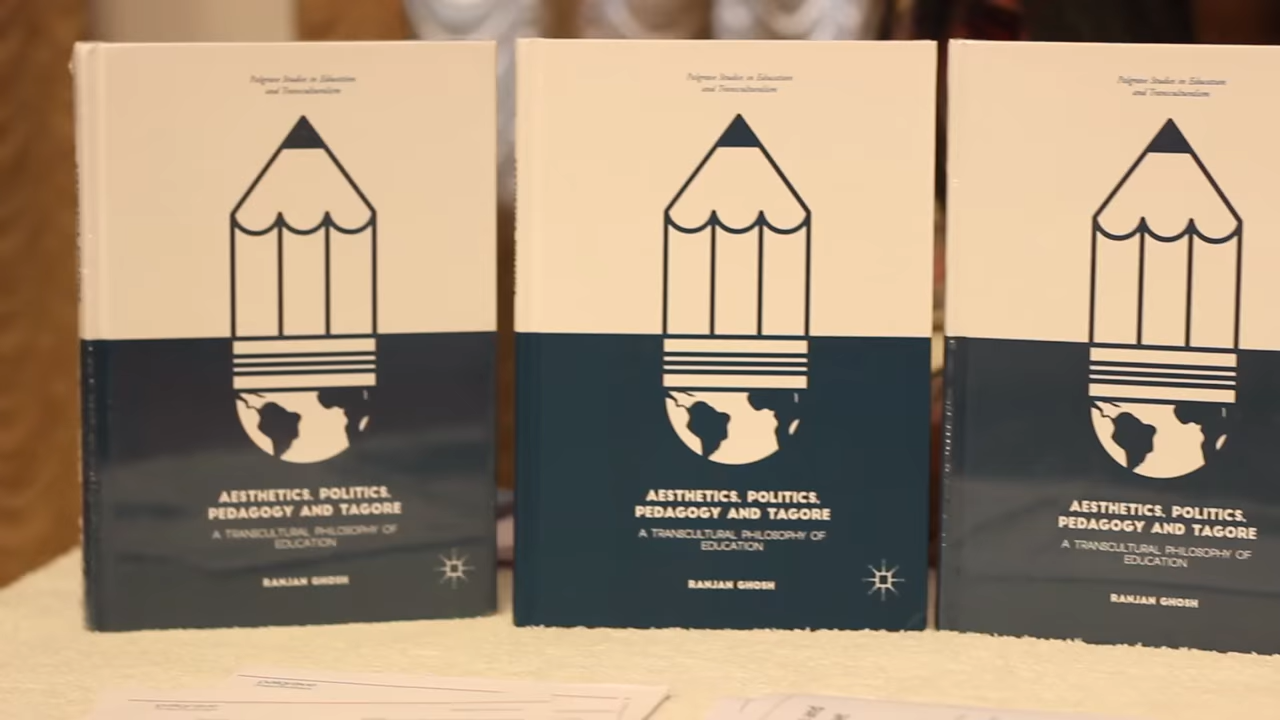 Palgrave Studies in Education
and Transculturalism
AESTHETICS, POLITICS,
PEDAGOGY AND TAGORE
A TRANSCULTURAL PHILOSOPHY OF
EDUCATION
RANJAN GHOSH
Palgrave Studies in Education
and Transculturalism
AESTHETICS, POLITICS,
PEDAGOGY AND TAGORE
A TRANSCULTURAL PHILOSOPHY OF
EDUCATION
RANJAN GHOSH
Palgrave Studies in Education
and Transculturalism
AESTHETICS, POLITICS,
PEDAGOGY AND TAGORE
A TRANSCULTURAL PHILOSOPHY OF
EDUCATION
RANJAN GHOSH
palgrave